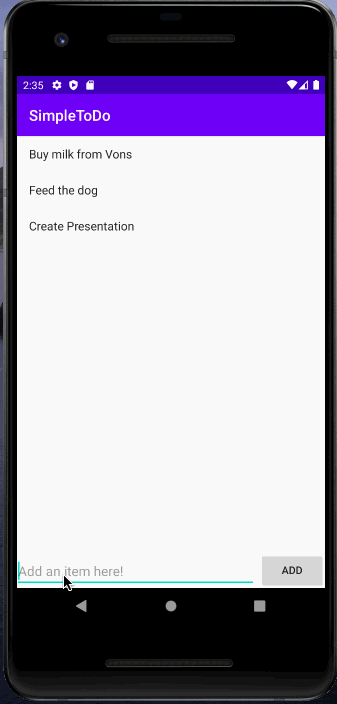 2:35
SimpleToDo
Buy milk from Vons
Feed the dog
Create Presentation
Add an item here!
ADD